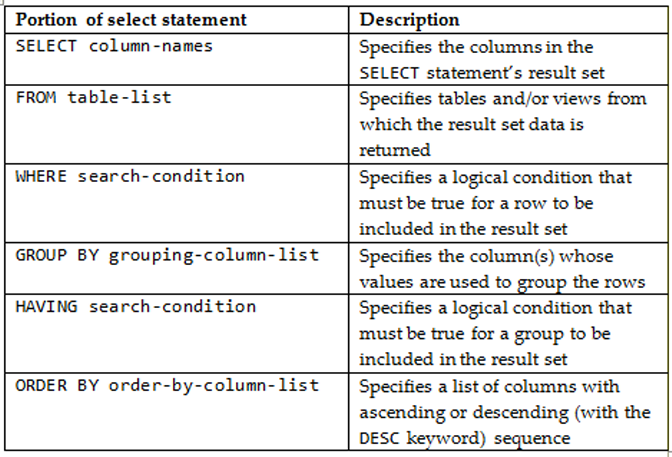 Portion of select statement Description
SELECT column-names Specifies the columns in the
SELECT statement’s result set
FROM table-list Specifies tables and/or views from
which the result set data is
returned
WHERE search-condition Specifies a logical condition that
must be true for a row to be
included in the result set
GROUP BY grouping-column-list Specifies the column(s) whose
values are used to group the rows
HAVING search-condition Specifies a logical condition that
must be true for a group to be
included in the result set
ORDER BY order-by-column-list Specifies a list of columns with
ascending or descending (with the
DESC keyword) sequence